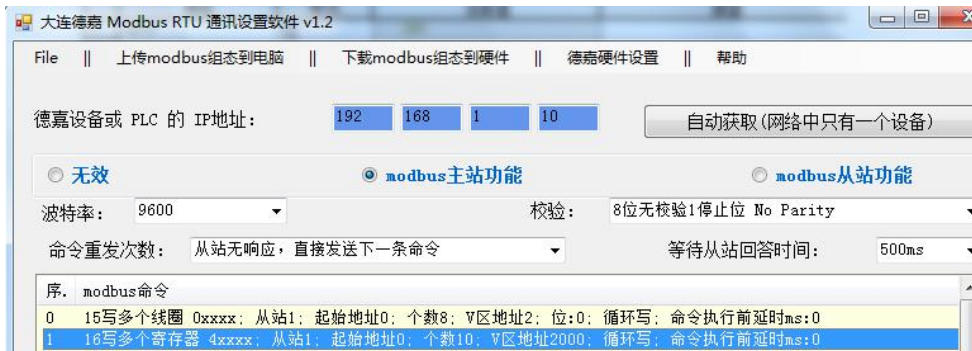 大连德嘉 Modbus RTU 通讯设置软件 v1.2
File || 上传modbus组态到电脑 || 下载modbus组态到硬件 || 德嘉硬件设置 || 帮助
德嘉设备或 PLC 的 IP地址: 192 168 1 10 自动获取(网络中只有一个设备)
无效 modbus主站功能 modbus从站功能
波特率: 9600 校验: 8位无校验1停止位 No Parity
命令重发次数: 从站无响应,直接发送下一条命令 等待从站回答时间: 500ms
序. modbus命令
0 15写多个线圈 0xxxx; 从站1; 起始地址0; 个数8; V区地址2; 位:0; 循环写; 命令执行前延时ms:0
1 16写多个寄存器 4xxxx; 从站1; 起始地址0; 个数10; V区地址2000; 循环写; 命令执行前延时ms:0